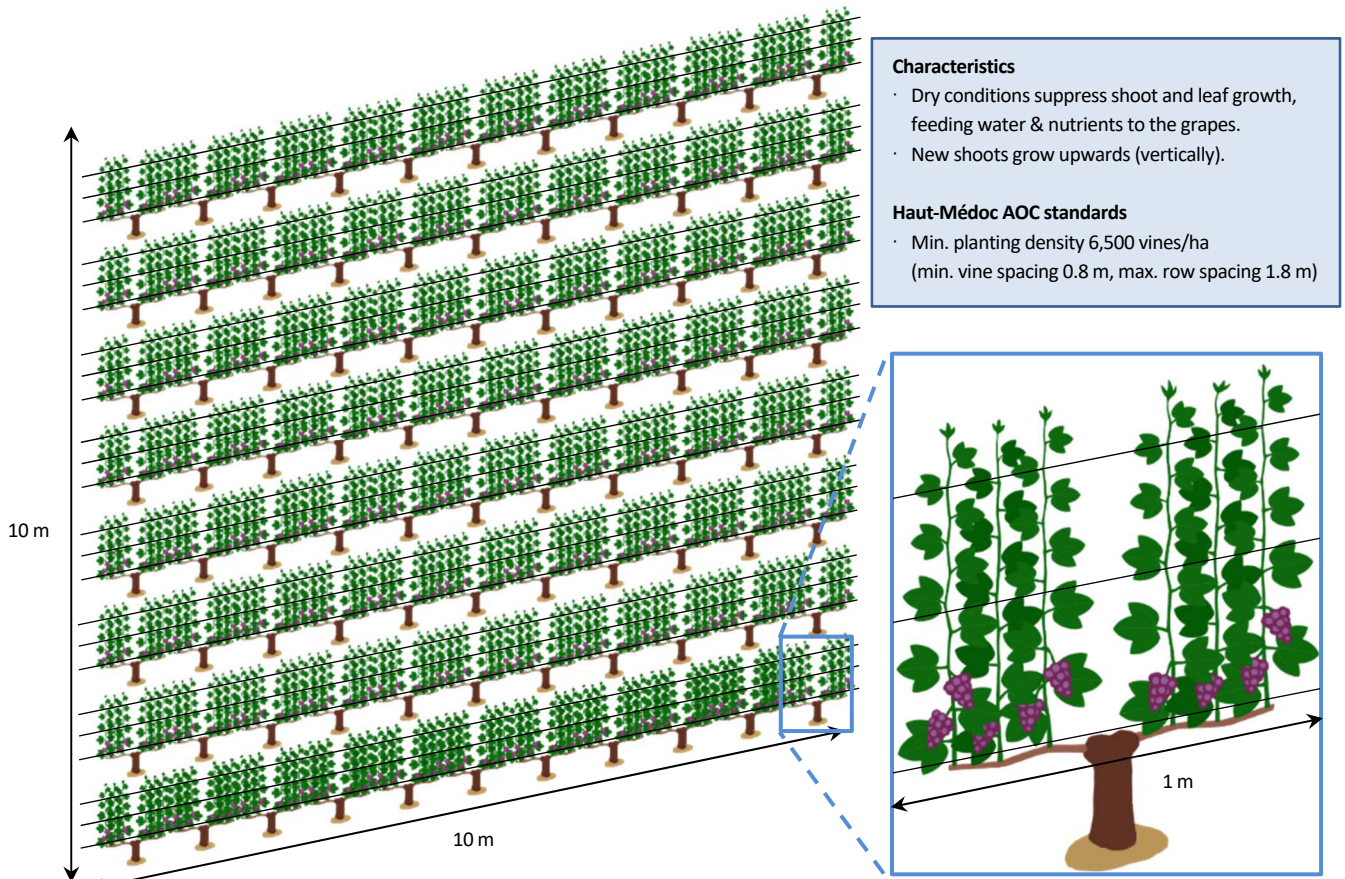 Characteristics
· Dry conditions suppress shoot and leaf growth,
feeding water & nutrients to the grapes.
· New shoots grow upwards (vertically).
Haut-Médoc AOC standards
· Min. planting density 6,500 vines/ha
(min. vine spacing 0.8 m, max. row spacing 1.8 m)
10 m
10 m
1 m